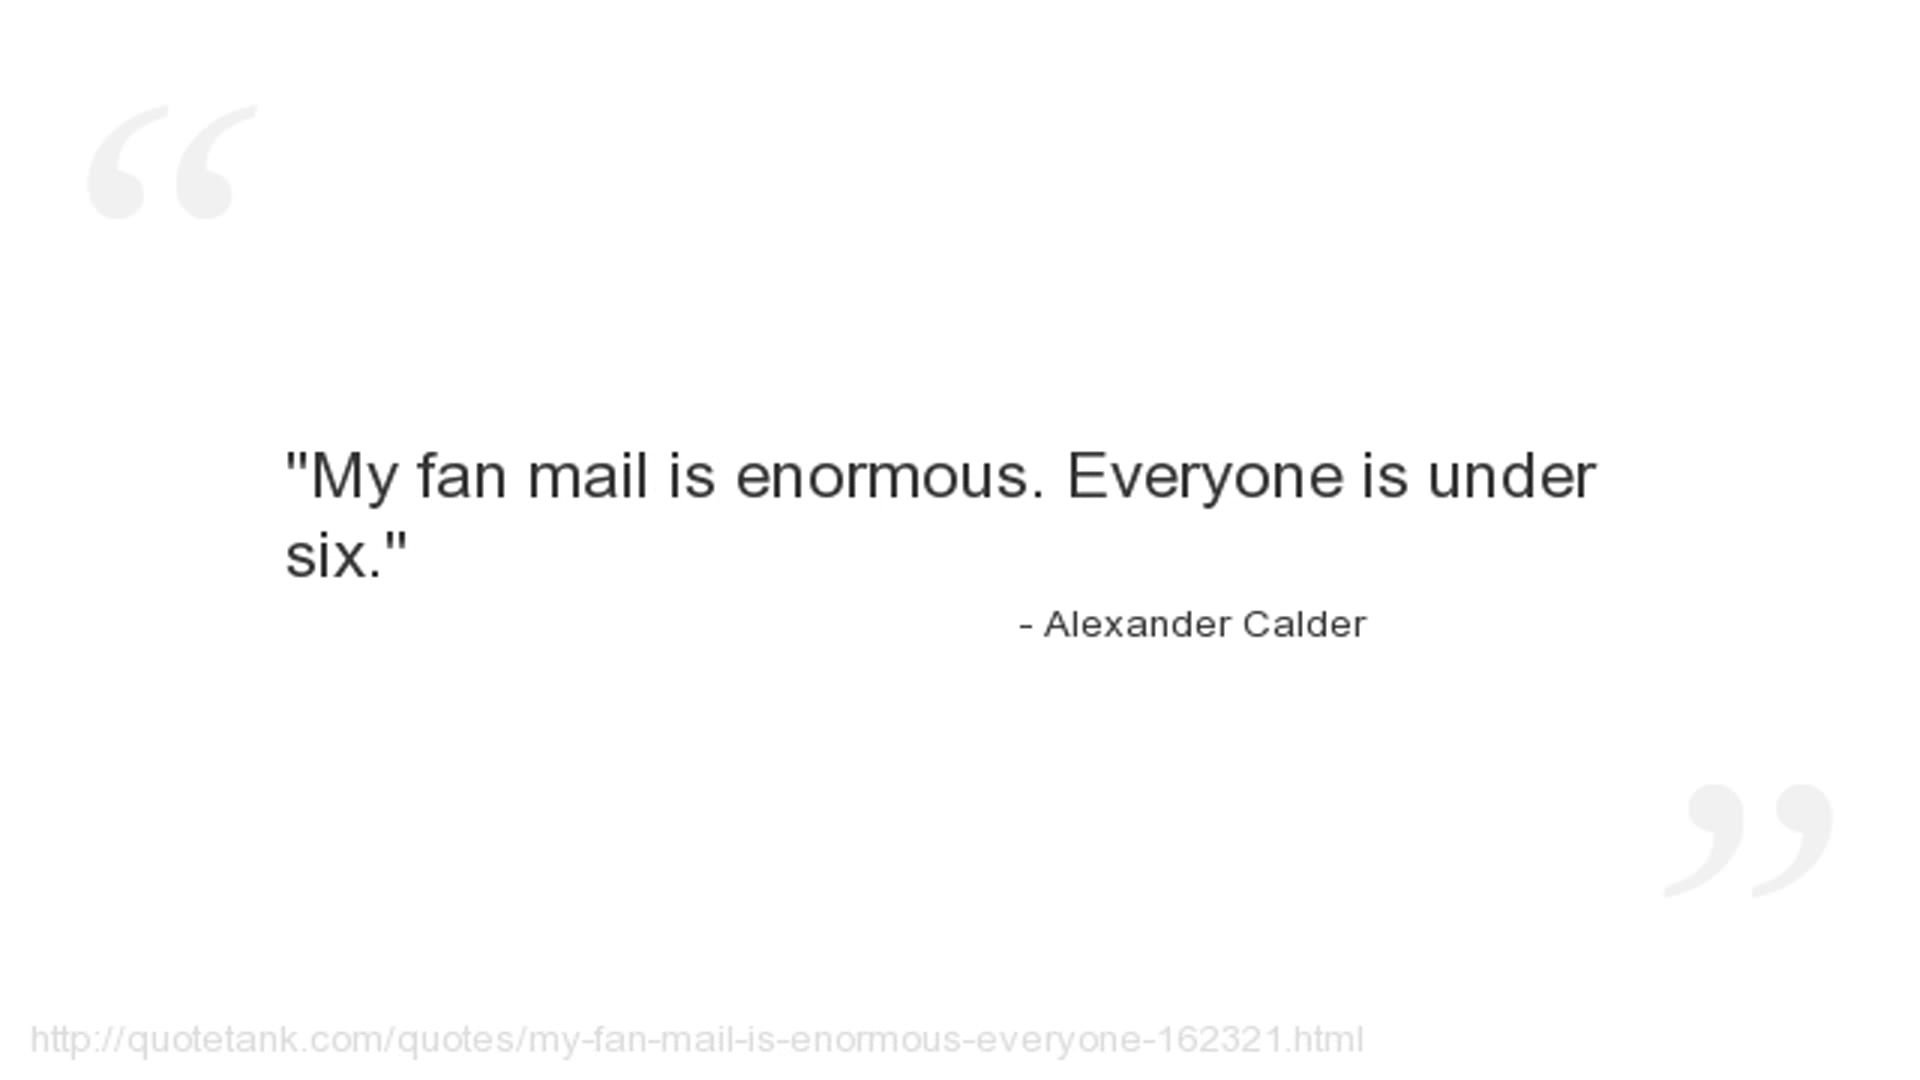 "My fan mail is enormous. Everyone is under
six."
- Alexander Calder
http://quotetank.com/quotes/my-fan-mail-is-enormous-everyone-162321.html